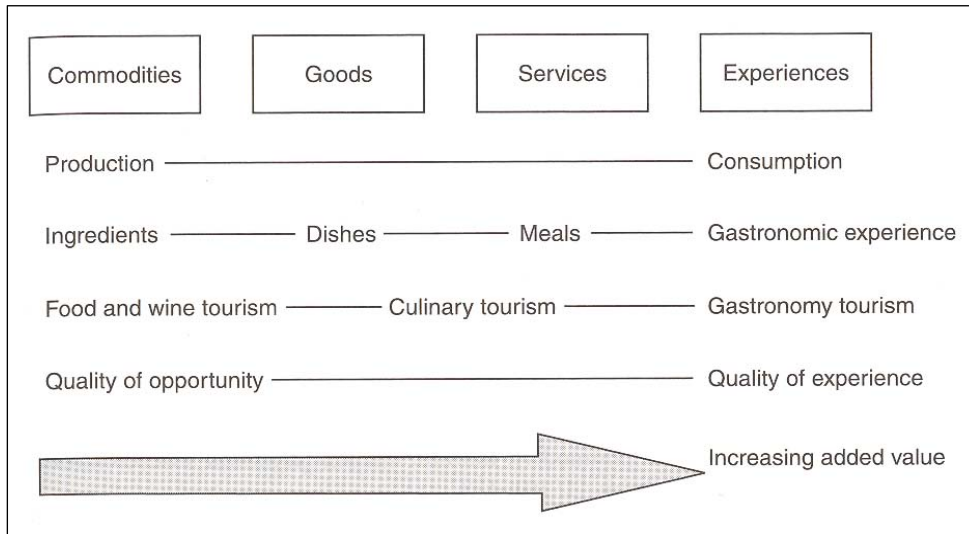 Commodities Goods Services Experiences
Production Consumption
Ingredients Dishes Meals Gastronomic experience
Food and wine tourism Culinary tourism Gastronomy tourism
Quality of opportunity Quality of experience
Increasing added value